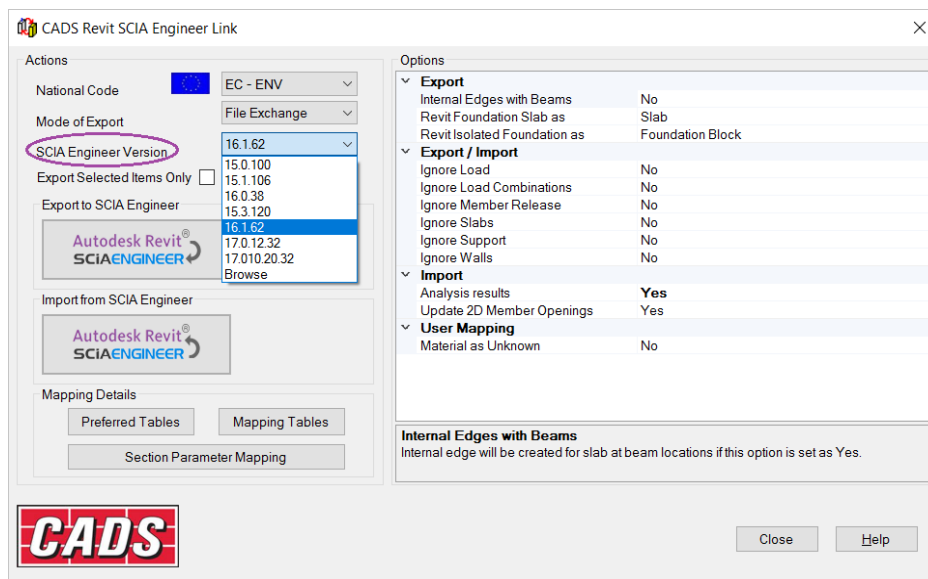 CADS Revit SCIA Engineer Link
Actions
National Code
EC - ENV
Mode of Export
File Exchange
SCIA Engineer Version
16.1.62
15.0.100
15.1.106
16.0.38
15.3.120
16.1.62
17.0.12.32
17.010.20.32
Browse
Export Selected Items Only
Export to SCIA Engineer
Autodesk Revit®
SCiAENGINEER
Import from SCIA Engineer
Autodesk Revit®
SCiAENGINEER
Mapping Details
Preferred Tables
Mapping Tables
Section Parameter Mapping
Options
Export
Internal Edges with Beams No
Revit Foundation Slab as Slab
Revit Isolated Foundation as Foundation Block
Export / Import
Ignore Load No
Ignore Load Combinations No
Ignore Member Release No
Ignore Slabs No
Ignore Support No
Ignore Walls No
Import
Analysis results Yes
Update 2D Member Openings Yes
User Mapping
Material as Unknown No
Internal Edges with Beams
Internal edge will be created for slab at beam locations if this option is set as Yes.
CADS
Close
Help